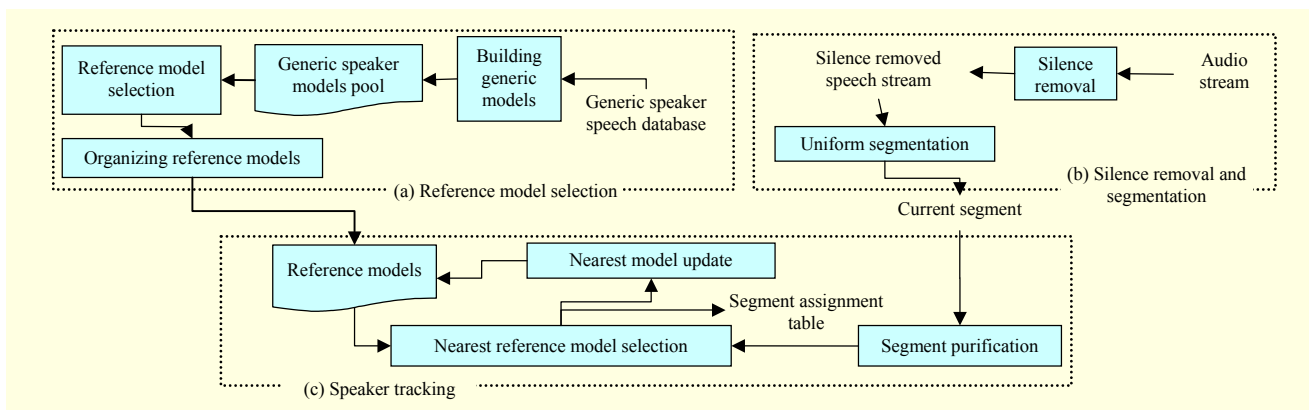 Reference model
selection
Generic speaker
models pool
Building
generic
models
Generic speaker
speech database
Organizing reference models
(a) Reference model selection
Silence removed
speech stream
Silence
removal
Audio
stream
Uniform segmentation
(b) Silence removal and
segmentation
Current segment
Reference models
Nearest model update
Segment assignment
table
Nearest reference model selection
Segment purification
(c) Speaker tracking